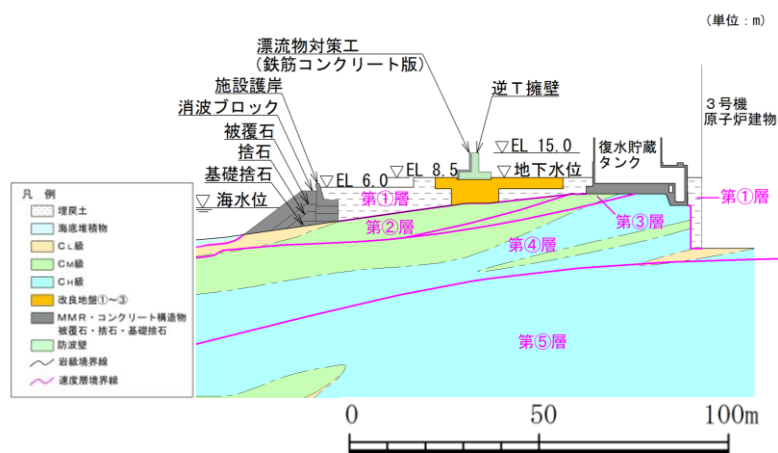 (単位:m)
漂流物対策工
(鉄筋コンクリート版)
逆T擁壁
施設護岸
消波ブロック
被覆石
捨石
基礎捨石
▽海水位
▽EL 6.0
▽EL 8.5
▽EL 15.0
▽地下水位
復水貯蔵
タンク
3号機
原子炉建物
第①層
第①層
第②層
第③層
第④層
第⑤層
凡 例
埋戻土
海底堆積物
CL級
CM級
CH級
改良地盤①~③
MMR・コンクリート構造物
被覆石・捨石・基礎捨石
防波壁
岩級境界線
速度層境界線
0 50 100m